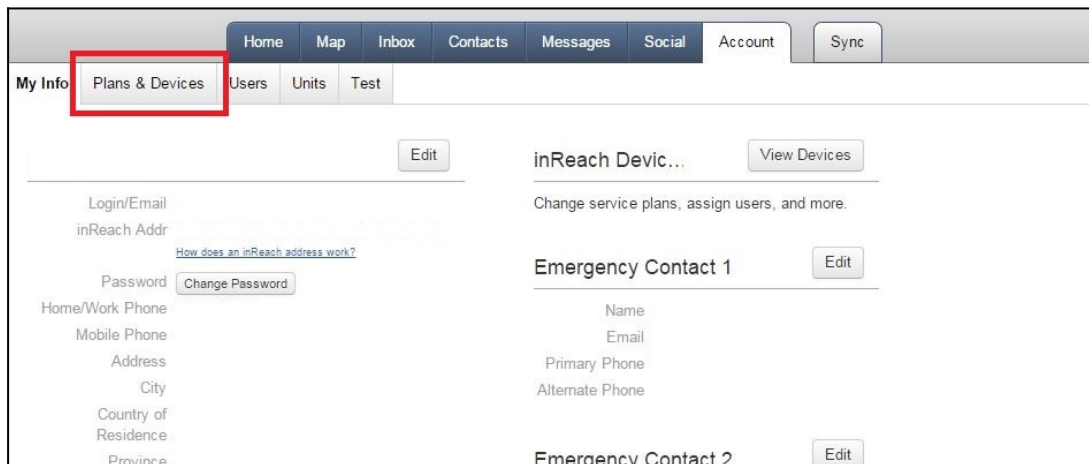 Home Map Inbox Contacts Messages Social Account Sync
My Info Plans & Devices Users Units Test
Edit
Login/Email
inReach Addr
How does an inReach address work?
Password Change Password
Home/Work Phone
Mobile Phone
Address
City
Country of
Residence
Province
inReach Devic... View Devices
Change service plans, assign users, and more.
Emergency Contact 1 Edit
Name
Email
Primary Phone
Alternate Phone
Emergency Contact 2 Edit